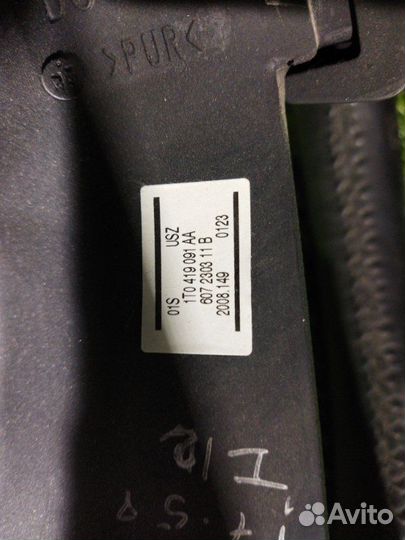 >PUR<
01S USZ
1T0 419 091 AA
607 2303 11 B
2008.149 0123
Avito